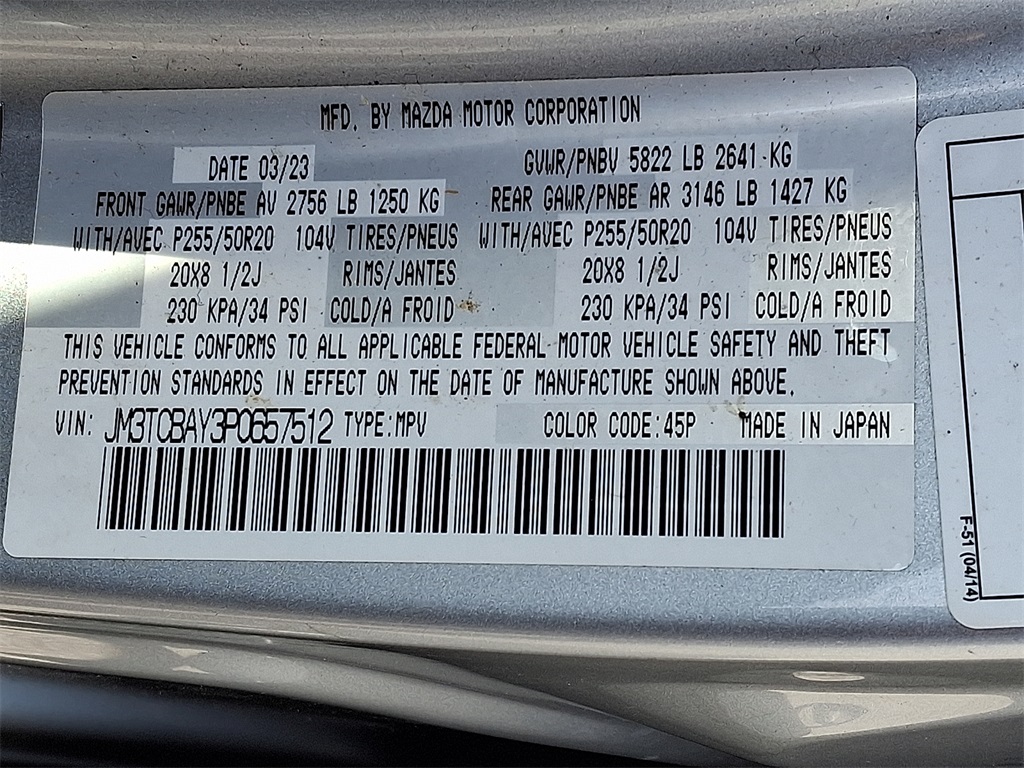 MFD. BY MAZDA MOTOR CORPORATION
DATE 03/23 GVWR/PNBV 5822 LB 2641 KG
FRONT GAWR/PNBE AV 2756 LB 1250 KG REAR GAWR/PNBE AR 3146 LB 1427 KG
WITH/AVEC P255/50R20 104V TIRES/PNEUS WITH/AVEC P255/50R20 104V TIRES/PNEUS
20X8 1/2J RIMS/JANTES 20X8 1/2J RIMS/JANTES
230 KPA/34 PSI COLD/A FROID 230 KPA/34 PSI COLD/A FROID
THIS VEHICLE CONFORMS TO ALL APPLICABLE FEDERAL MOTOR VEHICLE SAFETY AND THEFT
PREVENTION STANDARDS IN EFFECT ON THE DATE OF MANUFACTURE SHOWN ABOVE.
VIN: JM3TCBAY3P0657512 TYPE:MPV COLOR CODE:45P MADE IN JAPAN
F-51 (04/14)